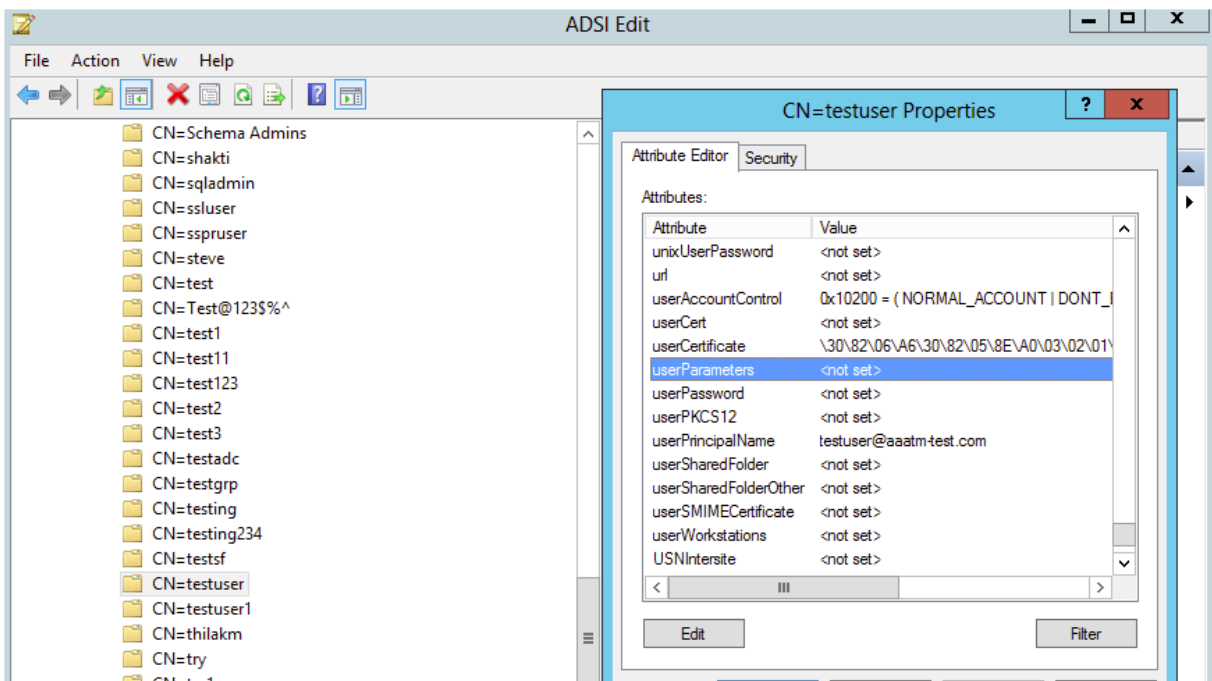 ADSI Edit
File Action View Help
CN=Schema Admins
CN=shakti
CN=sqladmin
CN=ssluser
CN=sspruser
CN=steve
CN=test
CN=Test@123$%^
CN=test1
CN=test11
CN=test123
CN=test2
CN=test3
CN=testadc
CN=testgrp
CN=testing
CN=testing234
CN=testsf
CN=testuser
CN=testuser1
CN=thilakm
CN=try
CN=testuser Properties
Attribute Editor Security
Attributes:
Attribute Value
unixUserPassword <not set>
url <not set>
userAccountControl 0x10200 = ( NORMAL_ACCOUNT | DONT_
userCert <not set>
userCertificate \30\82\06\A6\30\82\05\8E\A0\03\02\01\
userParameters <not set>
userPassword <not set>
userPKCS12 <not set>
userPrincipalName testuser@aaatm-test.com
userSharedFolder <not set>
userSharedFolderOther <not set>
userSMIMECertificate <not set>
userWorkstations <not set>
USNIntersite <not set>
Edit Filter